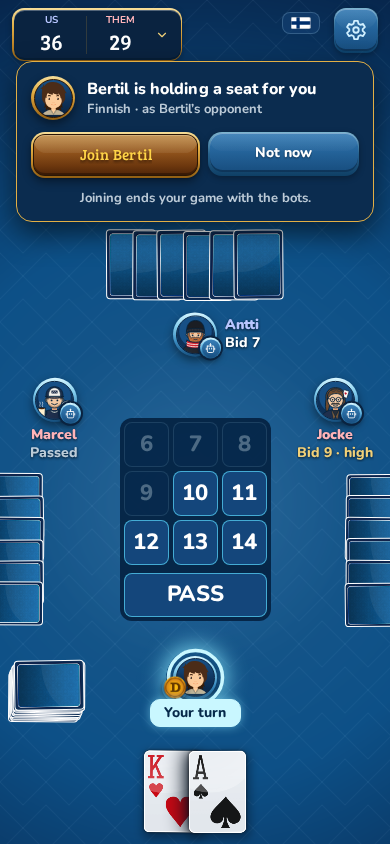 US THEM
36 29
Bertil is holding a seat for you
Finnish · as Bertil's opponent
Join Bertil
Not now
Joining ends your game with the bots.
Antti
Bid 7
Marcel
Passed
Jocke
Bid 9 · high
6 7 8
9 10 11
12 13 14
PASS
D
Your turn
K A